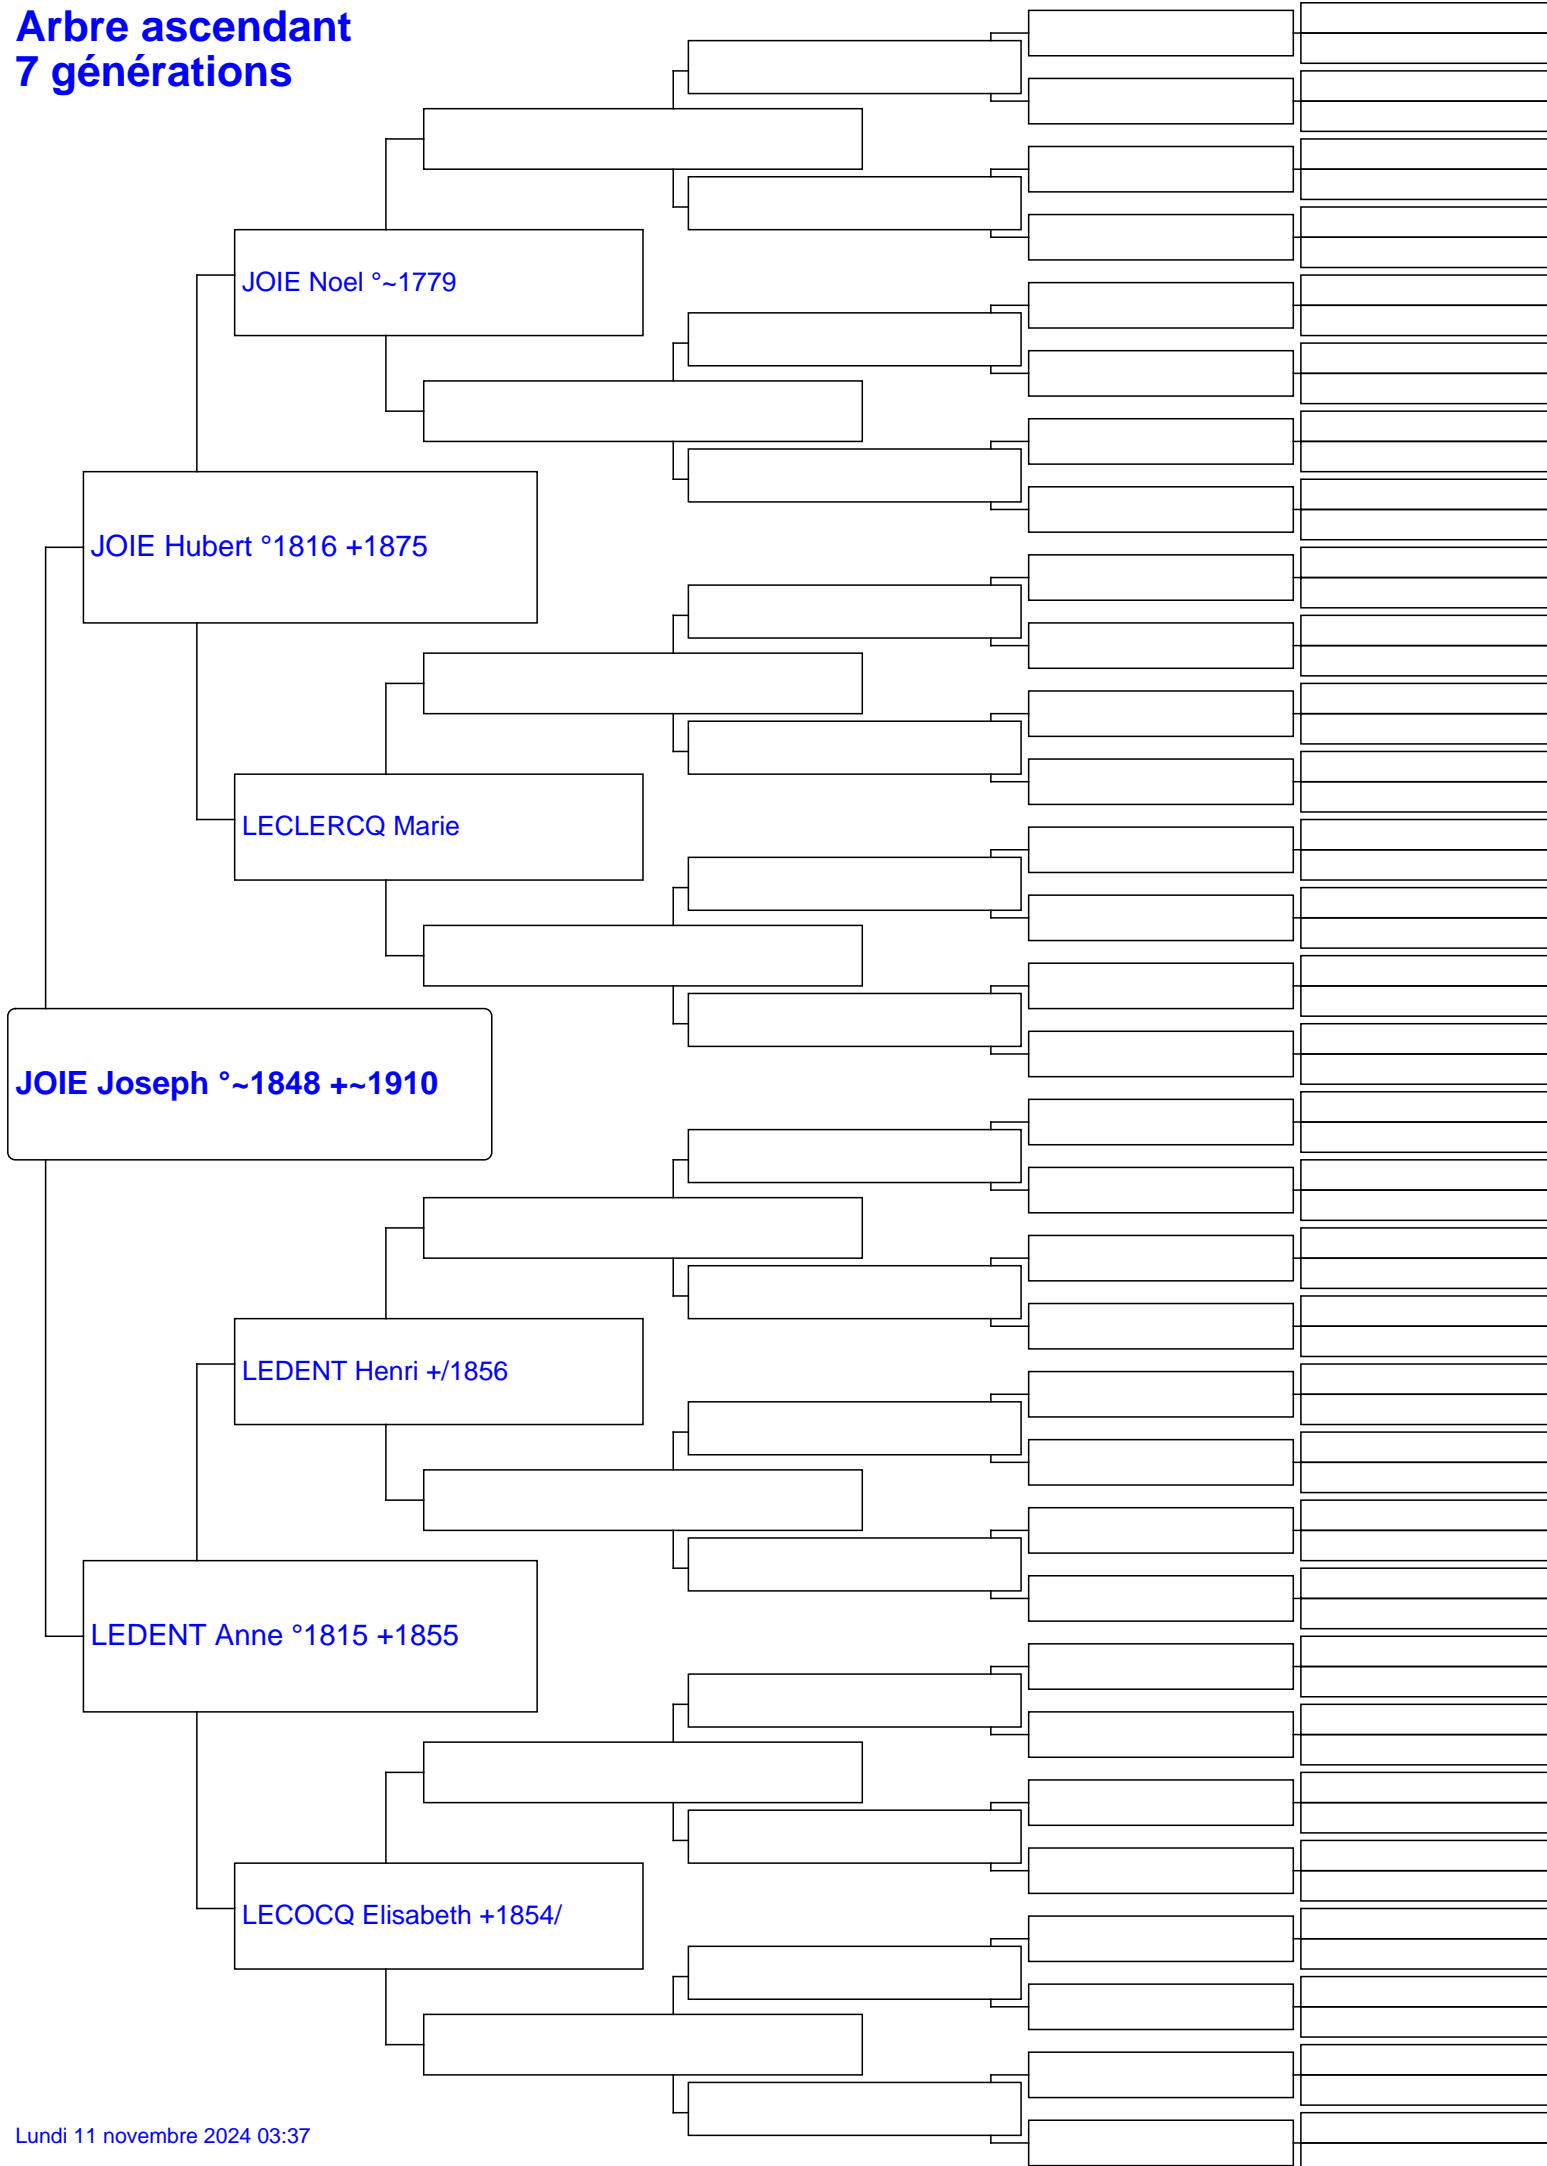 Arbre ascendant
7 générations
JOIE Noel °~1779
JOIE Hubert °1816 +1875
LECLERCQ Marie
JOIE Joseph °~1848 +~1910
LEDENT Henri +/1856
LEDENT Anne °1815 +1855
LECOCQ Elisabeth +1854/
Lundi 11 novembre 2024 03:37